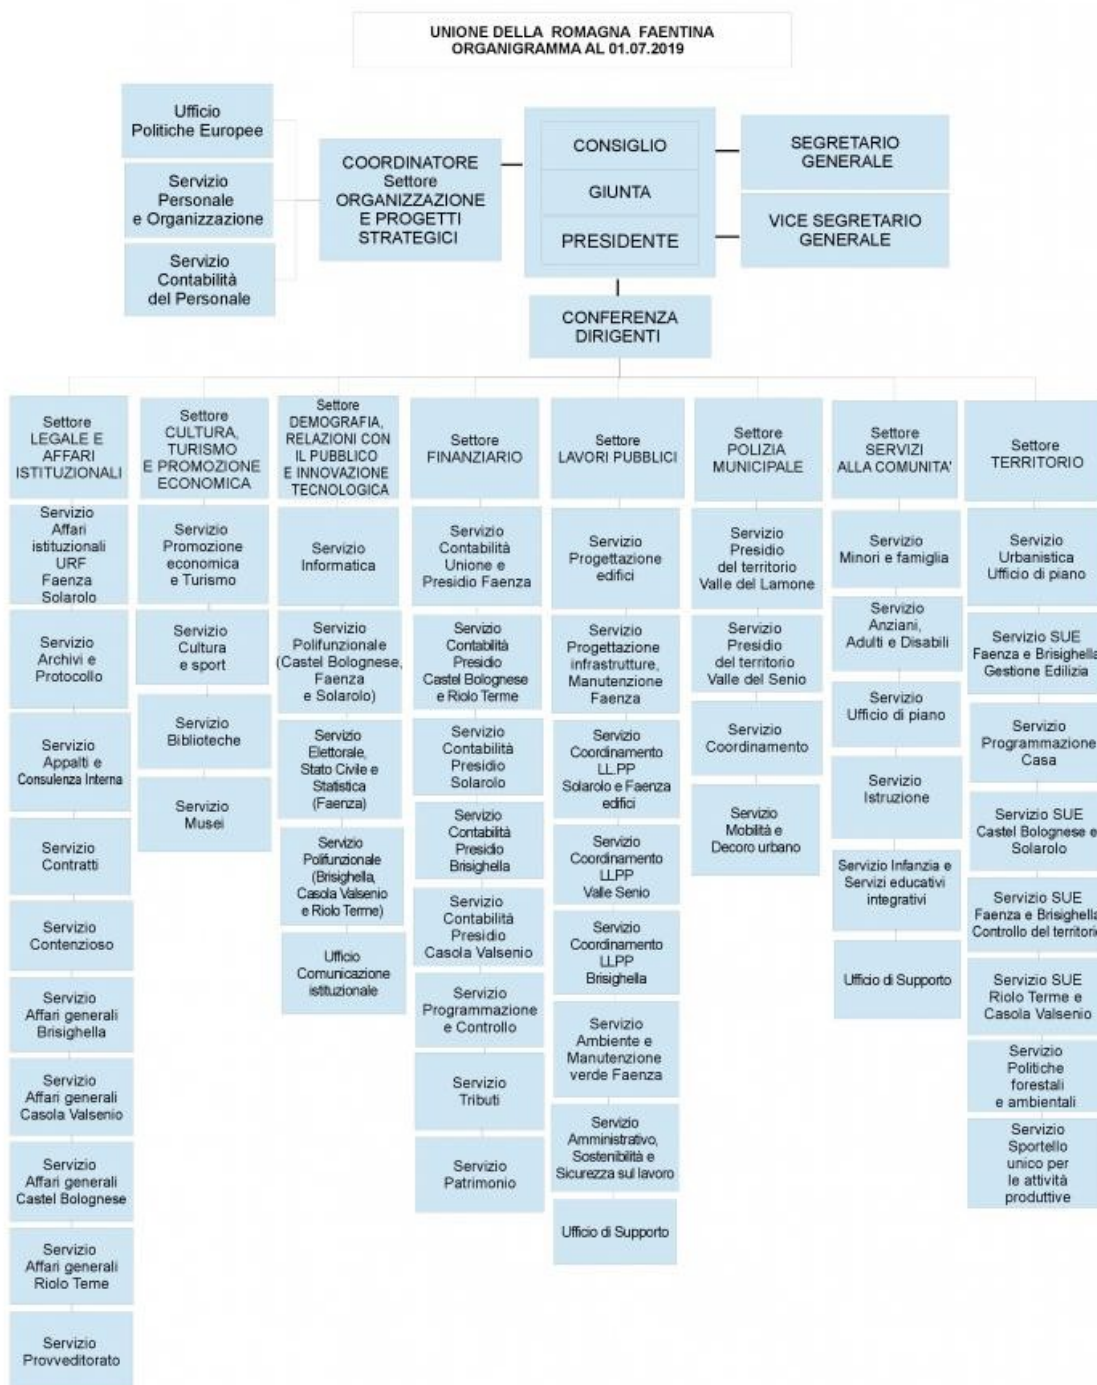 UNIONE DELLA ROMAGNA FAENTINA
ORGANIGRAMMA AL 01.07.2019
Ufficio
Politiche Europee
Servizio
Personale
e Organizzazione
Servizio
Contabilità
del Personale
COORDINATORE
Settore
ORGANIZZAZIONE
E PROGETTI
STRATEGICI
CONSIGLIO
GIUNTA
PRESIDENTE
SEGRETARIO
GENERALE
VICE SEGRETARIO
GENERALE
CONFERENZA
DIRIGENTI
Settore
LEGALE E
AFFARI
ISTITUZIONALI
Servizio
Affari
istituzionali
URF
Faenza
Solarolo
Servizio
Archivi e
Protocollo
Servizio
Appalti e
Consulenza Interna
Servizio
Contratti
Servizio
Contenzioso
Servizio
Affari generali
Brisighella
Servizio
Affari generali
Casola Valsenio
Servizio
Affari generali
Castel Bolognese
Servizio
Affari generali
Riolo Teme
Servizio
Provveditorato
Settore
CULTURA,
TURISMO
E PROMOZIONE
ECONOMICA
Servizio
Promozione
economica
e Turismo
Servizio
Cultura
e sport
Servizio
Biblioteche
Servizio
Musei
Settore
DEMOGRAFIA,
RELAZIONI CON
IL PUBBLICO
E INNOVAZIONE
TECNOLOGICA
Servizio
Informatica
Servizio
Polifunzionale
(Castel Bolognese,
Faenza
e Solarolo)
Servizio
Elettorale,
Stato Civile e
Statistica
(Faenza)
Servizio
Polifunzionale
(Brisighella,
Casola Valsenio
e Riolo Terme)
Ufficio
Comunicazione
istituzionale
Settore
FINANZIARIO
Servizio
Contabilità
Unione e
Presidio Faenza
Servizio
Contabilità
Presidio
Castel Bolognese
e Riolo Terme
Servizio
Contabilità
Presidio
Solarolo
Servizio
Contabilità
Presidio
Brisighella
Servizio
Contabilità
Presidio
Casola Valsenio
Servizio
Programmazione
e Controllo
Servizio
Tributi
Servizio
Patrimonio
Settore
LAVORI PUBBLICI
Servizio
Progettazione
edifici
Servizio
Progettazione
infrastrutture,
Manutenzione
Faenza
Servizio
Coordinamento
LL.PP
Solarolo e Faenza
edifici
Servizio
Coordinamento
LLPP
Valle Senio
Servizio
Coordinamento
LLPP
Brisighella
Servizio
Ambiente e
Manutenzione
verde Faenza
Servizio
Amministrativo,
Sostenibilità e
Sicurezza sul lavoro
Ufficio di Supporto
Settore
POLIZIA
MUNICIPALE
Servizio
Presidio
del territorio
Valle del Lamone
Servizio
Presidio
del territorio
Valle del Senio
Servizio
Coordinamento
Servizio
Mobilità e
Decoro urbano
Settore
SERVIZI
ALLA COMUNITA'
Servizio
Minori e famiglia
Servizio
Anziani,
Adulti e Disabili
Servizio
Ufficio di piano
Servizio
Istruzione
Servizio Infanzia e
Servizi educativi
integrativi
Ufficio di Supporto
Settore
TERRITORIO
Servizio
Urbanistica
Ufficio di piano
Servizio SUE
Faenza e Brisighella
Gestione Edilizia
Servizio
Programmazione
Casa
Servizio SUE
Castel Bolognese e
Solarolo
Servizio SUE
Faenza e Brisighella
Controllo del territorio
Servizio SUE
Riolo Terme e
Casola Valsenio
Servizio
Politiche
forestali
e ambientali
Servizio
Sportello
unico per
le attività
produttive